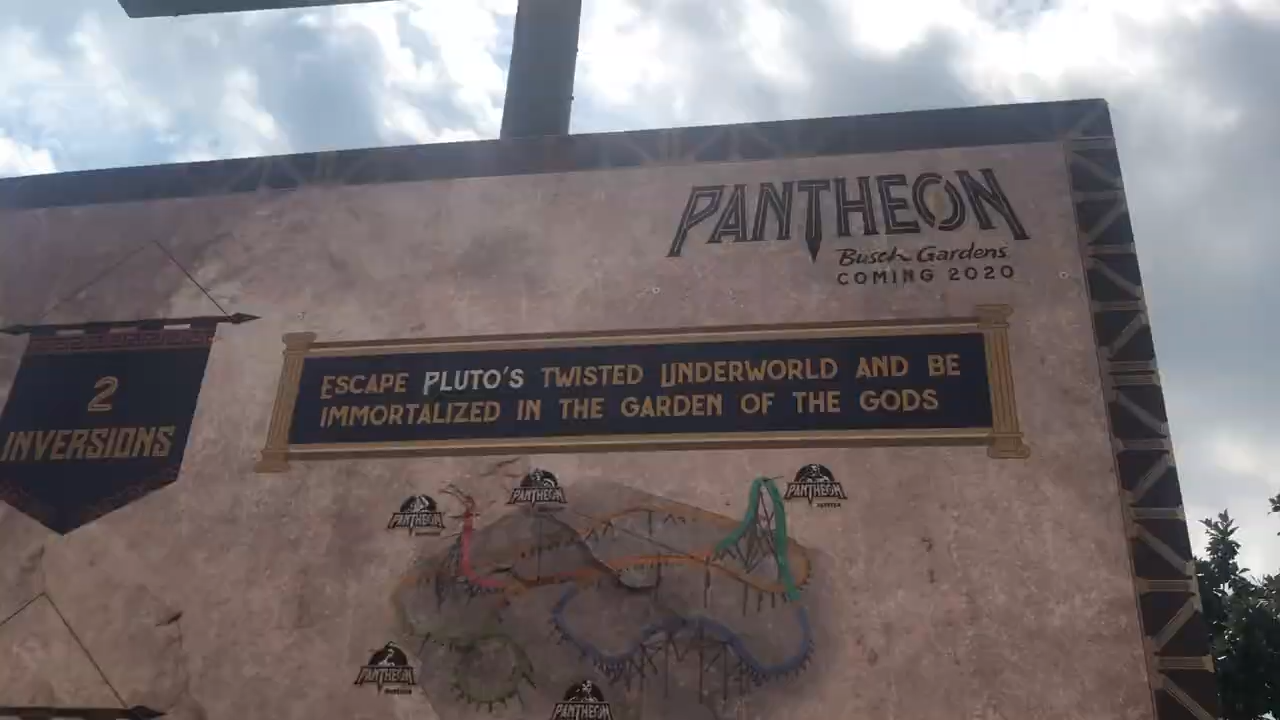 PANTHEON
Busch Gardens
COMING 2020
2
INVERSIONS
ESCAPE PLUTO'S TWISTED UNDERWORLD AND BE
IMMORTALIZED IN THE GARDEN OF THE GODS
PANTHEON
PANTHEON
PANTHEON
PANTHEON
PANTHEON